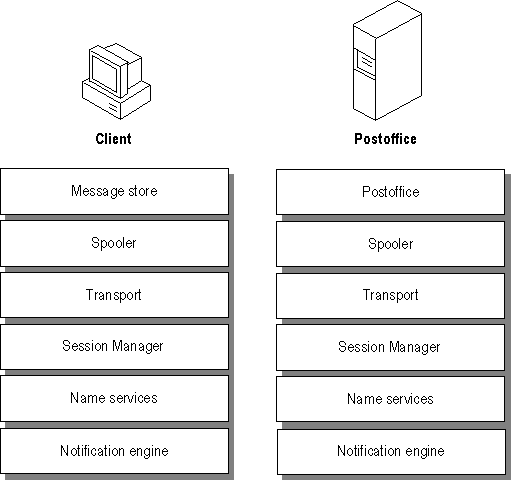 Client
Postoffice
Message store
Postoffice
Spooler
Spooler
Transport
Transport
Session Manager
Session Manager
Name services
Name services
Notification engine
Notification engine